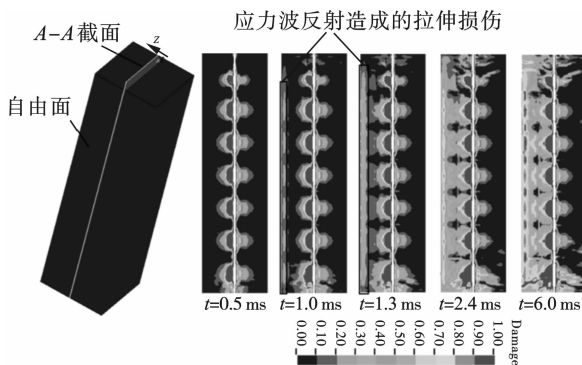 应力波反射造成的拉伸损伤
A-A截面
z
自由面
t=0.5 ms
t=1.0 ms
t=1.3 ms
t=2.4 ms
t=6.0 ms
0.00
0.10
0.20
0.30
0.40
0.50
0.60
0.70
0.80
0.90
1.00
Damage